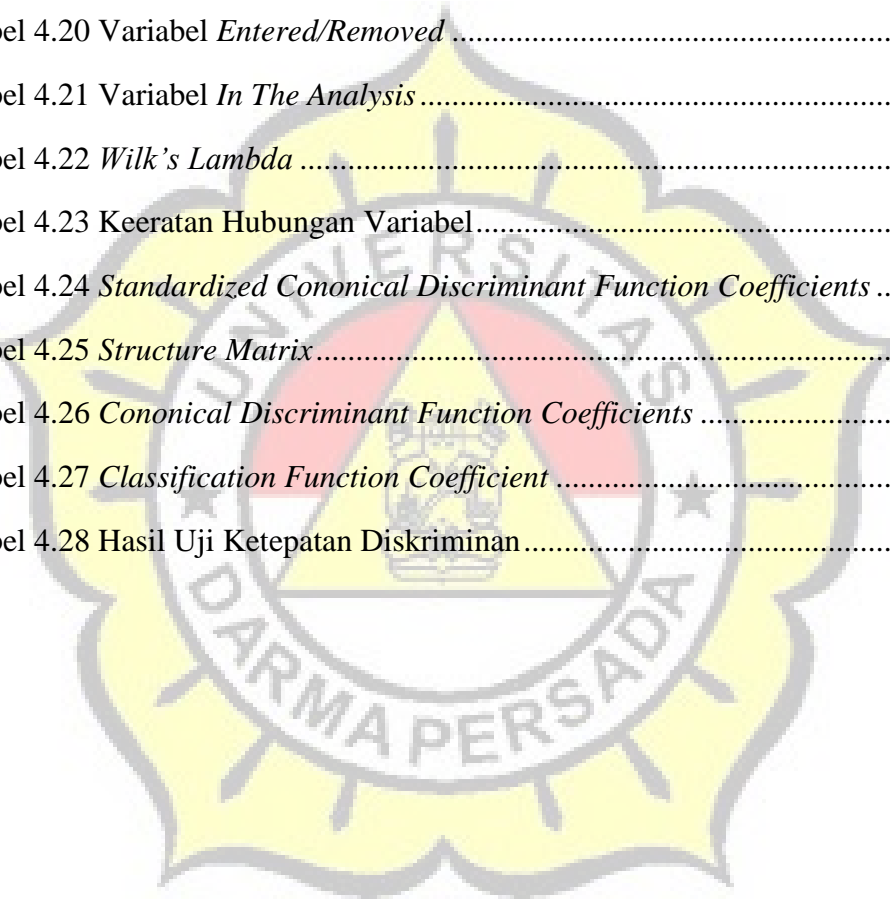 bel 4.20 Variabel Entered/Removed ........................................................
bel 4.21 Variabel In The Analysis ............................................................
bel 4.22 Wilk’s Lambda ...........................................................................
bel 4.23 Keeratan Hubungan Variabel.....................................................
bel 4.24 Standardized Cononical Discriminant Function Coefficients ..
bel 4.25 Structure Matrix.........................................................................
bel 4.26 Cononical Discriminant Function Coefficients ........................
bel 4.27 Classification Function Coefficient ..........................................
bel 4.28 Hasil Uji Ketepatan Diskriminan..............................................
UNIVERSITAS
DARMA PERSADA